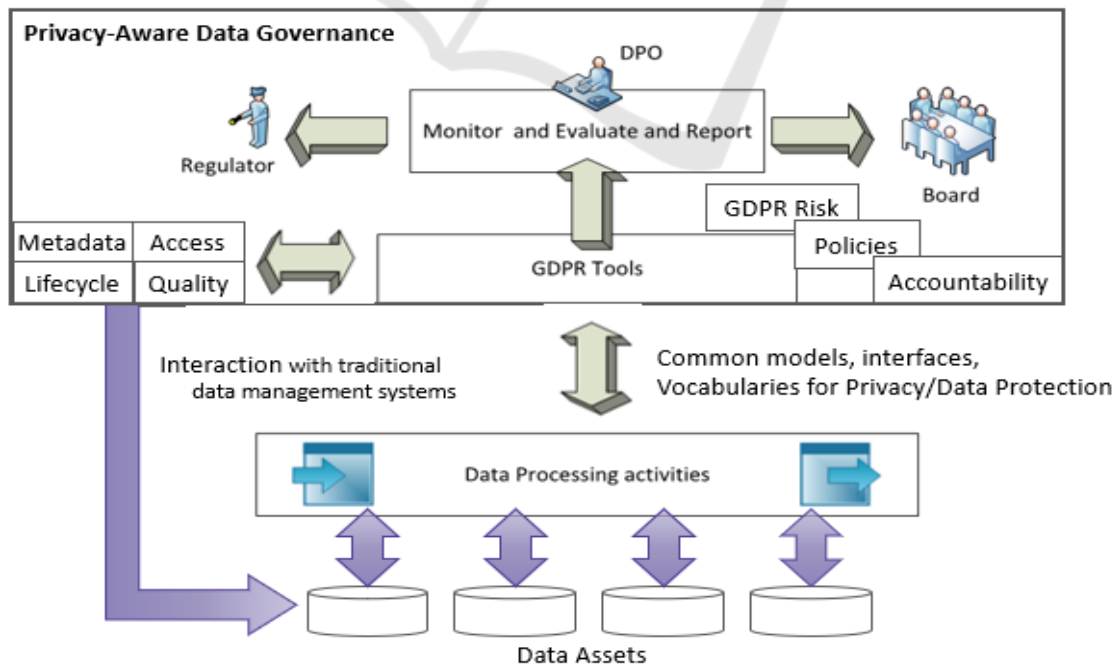 Privacy-Aware Data Governance
DPO
Monitor and Evaluate and Report
Regulator
Board
GDPR Risk
Metadata
Access
Policies
Lifecycle
Quality
GDPR Tools
Accountability
Interaction with traditional
data management systems
Common models, interfaces,
Vocabularies for Privacy/Data Protection
Data Processing activities
Data Assets